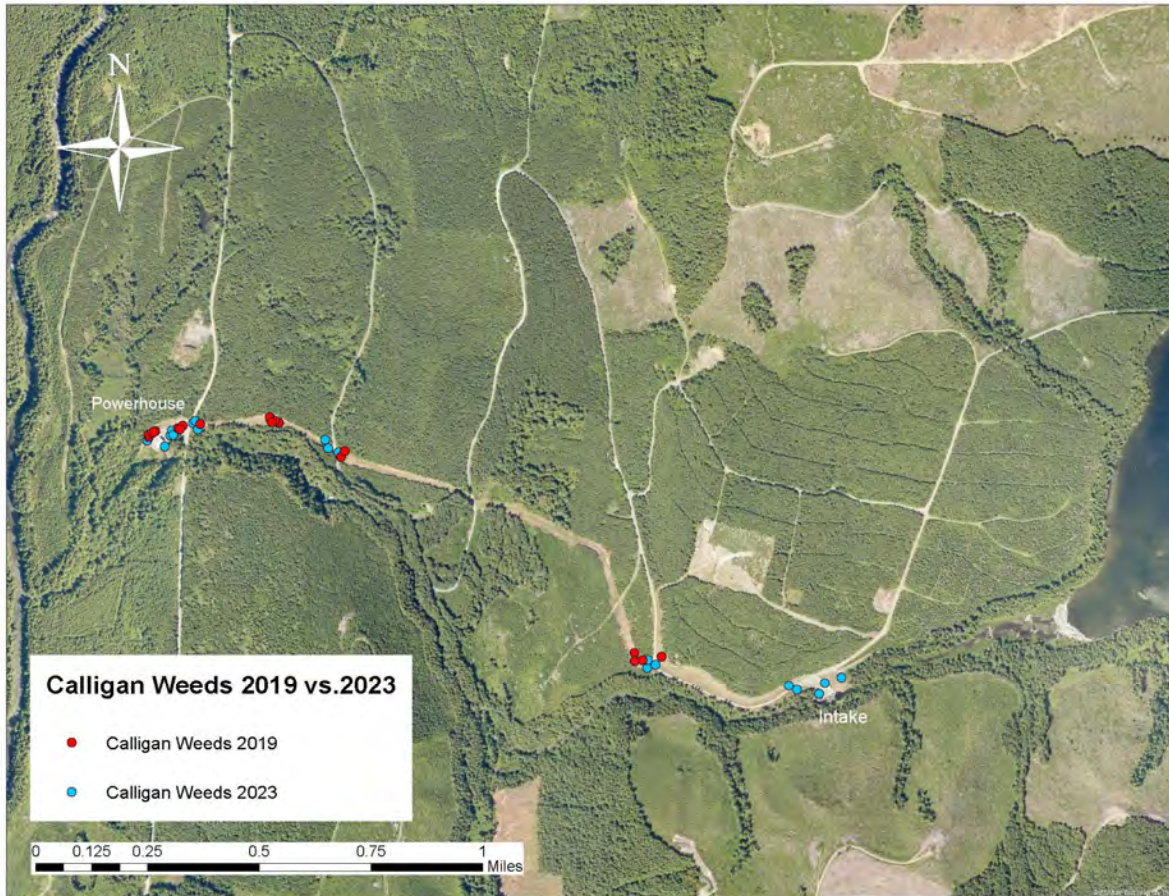 N
Powerhouse
Intake
Calligan Weeds 2019 vs.2023
Calligan Weeds 2019
Calligan Weeds 2023
0 0.125 0.25 0.5 0.75 1
Miles